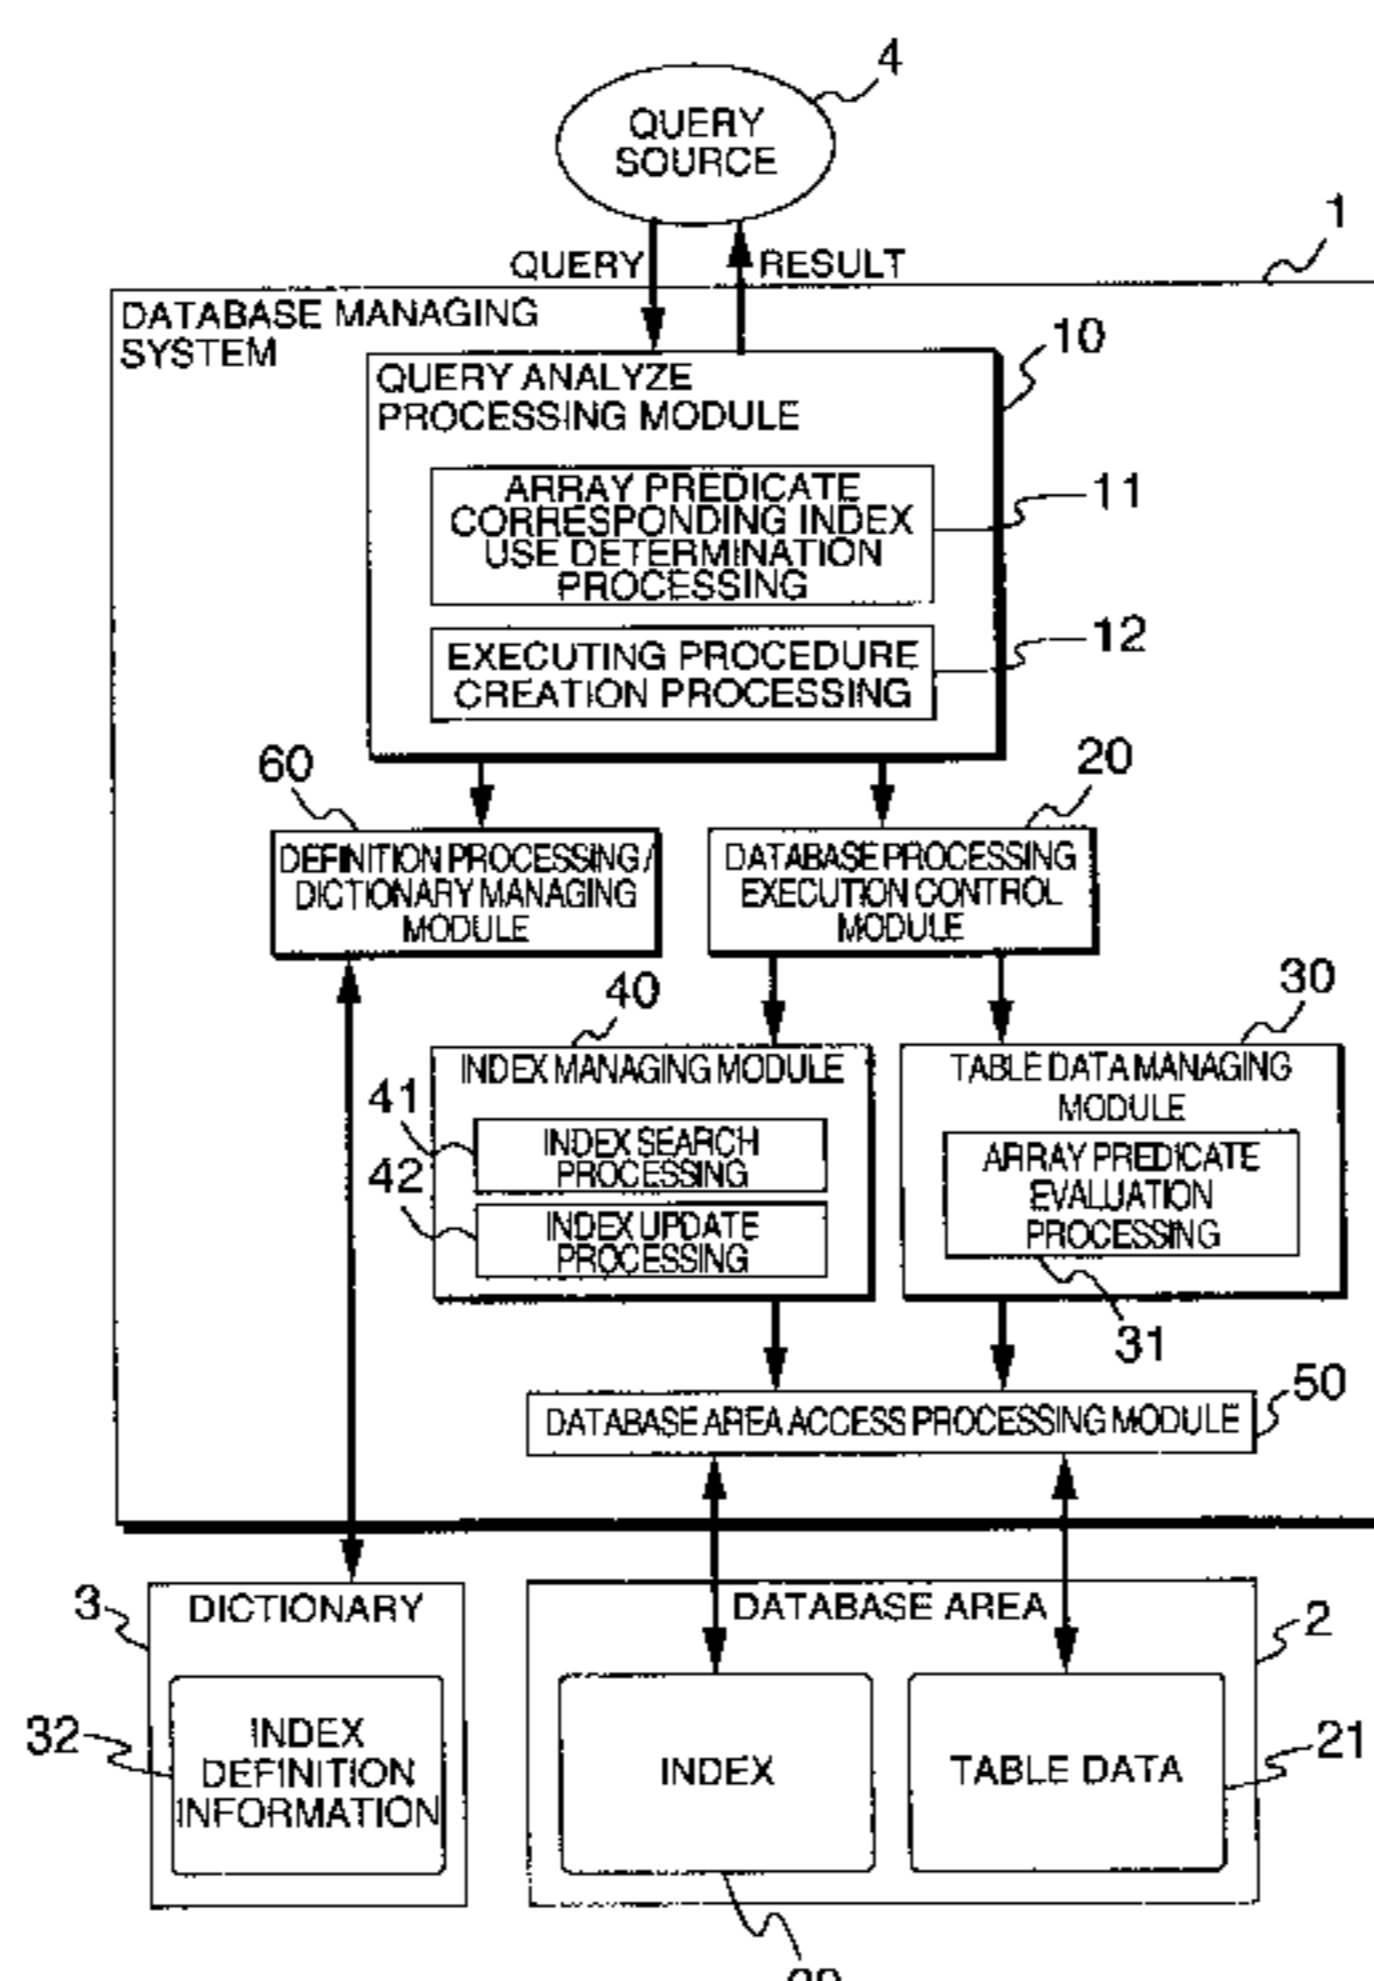 4
QUERY
SOURCE
1
QUERY
RESULT
DATABASE MANAGING
SYSTEM
10
QUERY ANALYZE
PROCESSING MODULE
11
ARRAY PREDICATE
CORRESPONDING INDEX
USE DETERMINATION
PROCESSING
12
EXECUTING PROCEDURE
CREATION PROCESSING
60
20
DEFINITION PROCESSING/
DICTIONARY MANAGING
MODULE
DATABASE PROCESSING
EXECUTION CONTROL
MODULE
40
30
INDEX MANAGING MODULE
41
INDEX SEARCH
PROCESSING
42
INDEX UPDATE
PROCESSING
TABLE DATA MANAGING
MODULE
ARRAY PREDICATE
EVALUATION
PROCESSING
31
50
DATABASE AREA ACCESS PROCESSING MODULE
3
DICTIONARY
32
INDEX
DEFINITION
INFORMATION
DATABASE AREA
2
INDEX
TABLE DATA
21